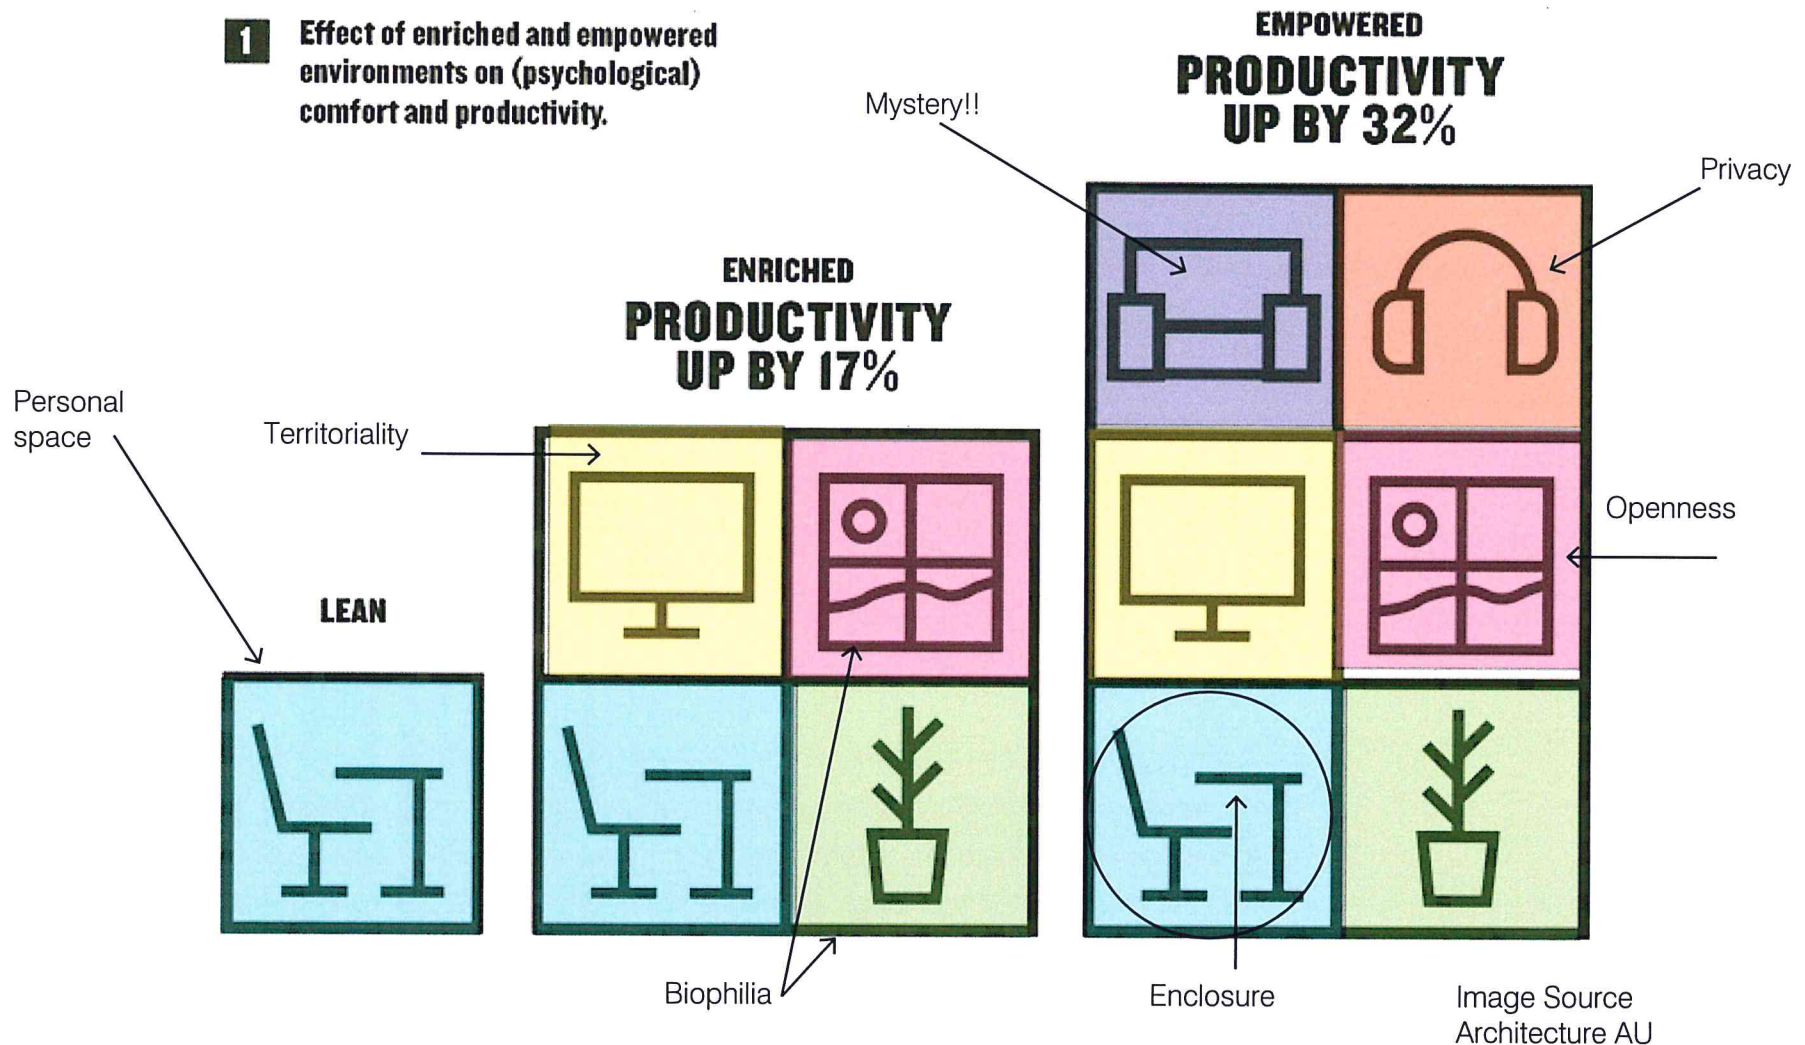 1
Effect of enriched and empowered
environments on (psychological)
comfort and productivity.
EMPOWERED
PRODUCTIVITY
UP BY 32%
Mystery!!
Privacy
ENRICHED
PRODUCTIVITY
UP BY 17%
Personal
space
Territoriality
Openness
LEAN
Biophilia
Enclosure
Image Source
Architecture AU